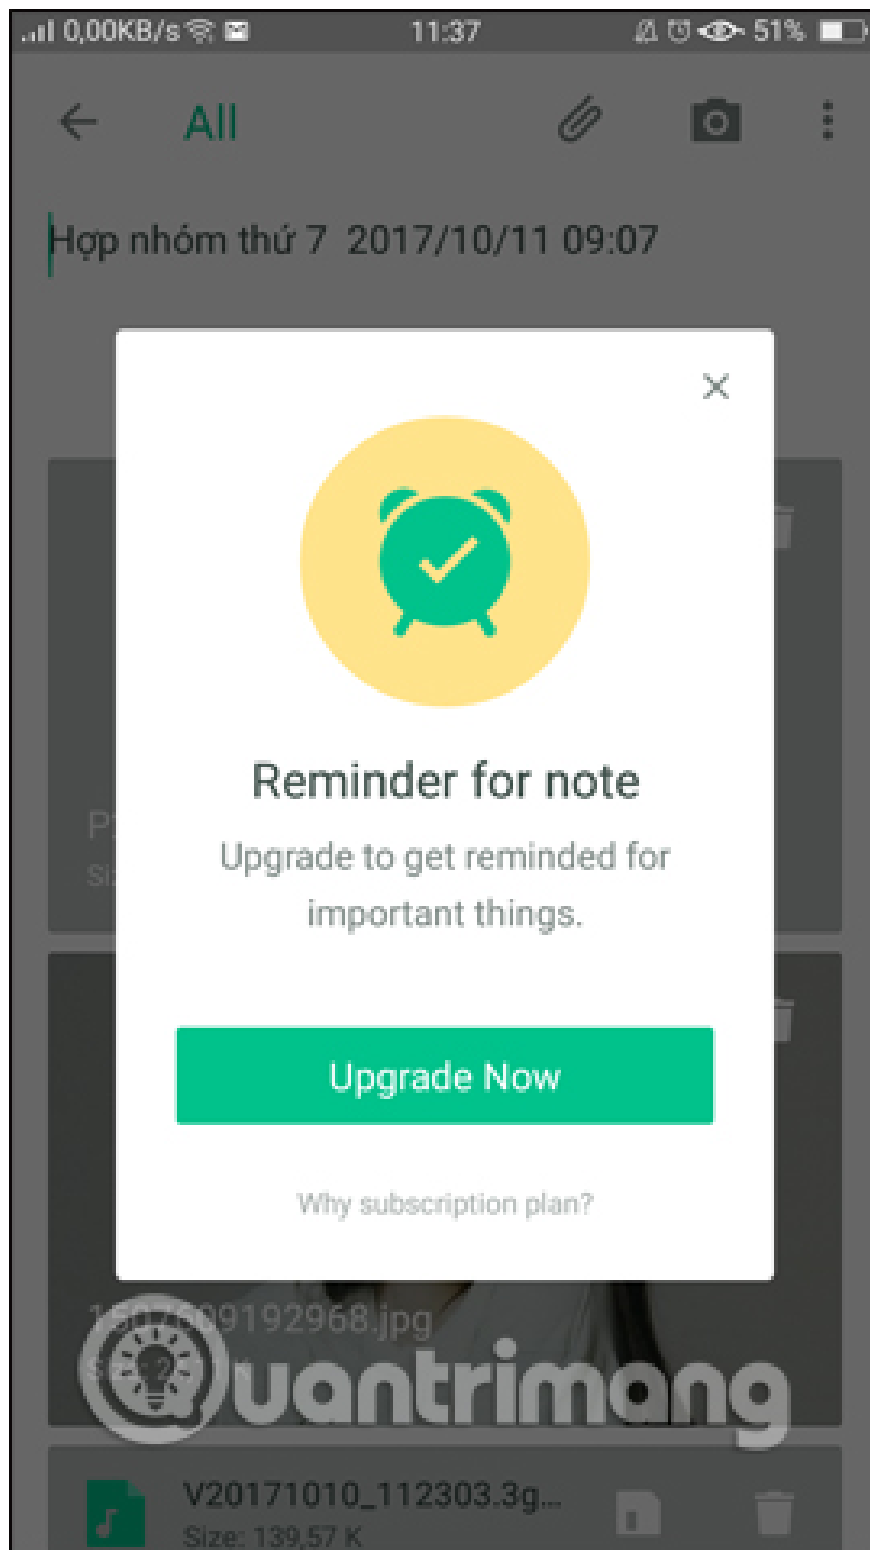 0,00KB/s 11:37 51%
All
Hợp nhóm thứ 7 2017/10/11 09:07
Reminder for note
Upgrade to get reminded for
important things.
Upgrade Now
Why subscription plan?
Quantrimang
V20171010_112303.3g...
Size: 139,57 K